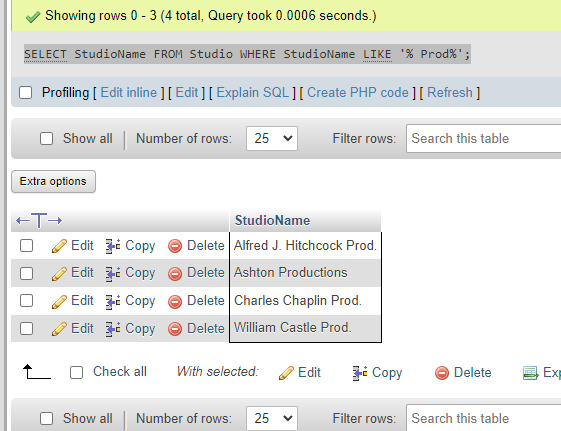 Showing rows 0 - 3 (4 total, Query took 0.0006 seconds.)
SELECT StudioName FROM Studio WHERE StudioName LIKE '% Prod%';
Profiling [ Edit inline ] [ Edit ] [ Explain SQL ] [ Create PHP code ] [ Refresh ]
Show all Number of rows: 25 Filter rows: Search this table
Extra options
←T→ StudioName
Edit Copy Delete Alfred J. Hitchcock Prod.
Edit Copy Delete Ashton Productions
Edit Copy Delete Charles Chaplin Prod.
Edit Copy Delete William Castle Prod.
Check all With selected: Edit Copy Delete Exp
Show all Number of rows: 25 Filter rows: Search this table